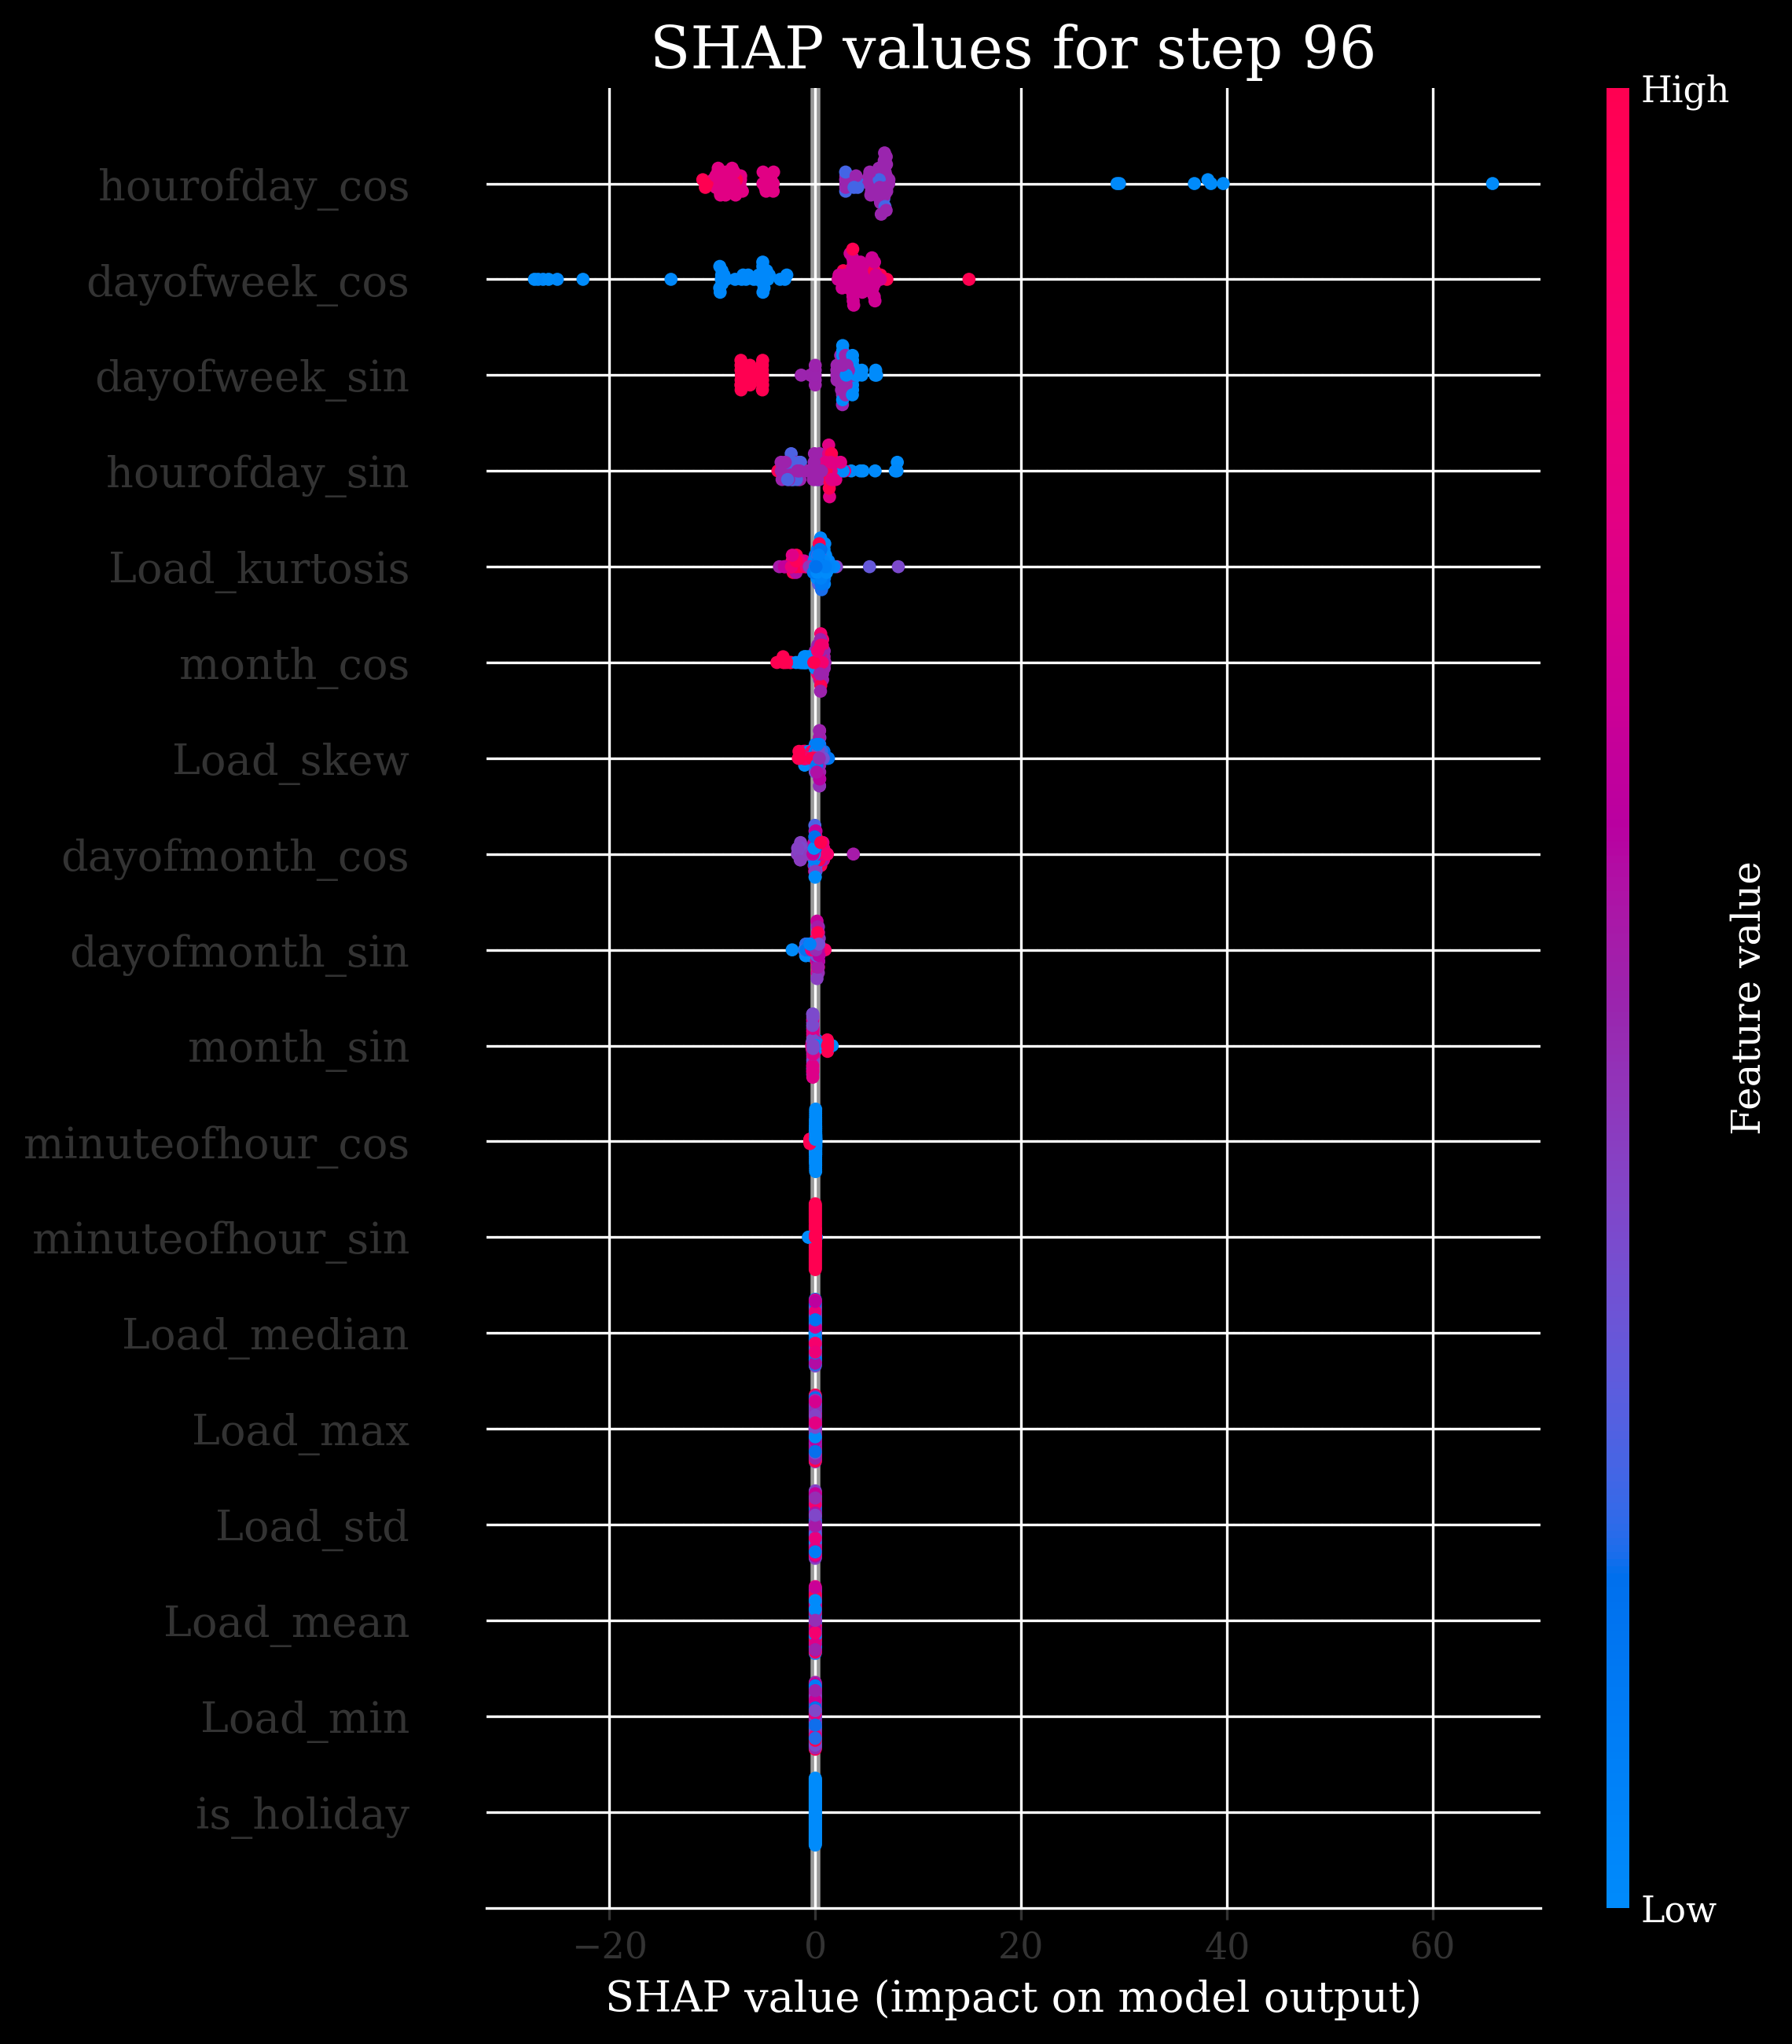 SHAP values for step 96
High
hourofday_cos
dayofweek_cos
dayofweek_sin
hourofday_sin
Load_kurtosis
month_cos
Load_skew
dayofmonth_cos
dayofmonth_sin
month_sin
minuteofhour_cos
minuteofhour_sin
Load_median
Load_max
Load_std
Load_mean
Load_min
is_holiday
Feature value
Low
−20 0 20 40 60
SHAP value (impact on model output)